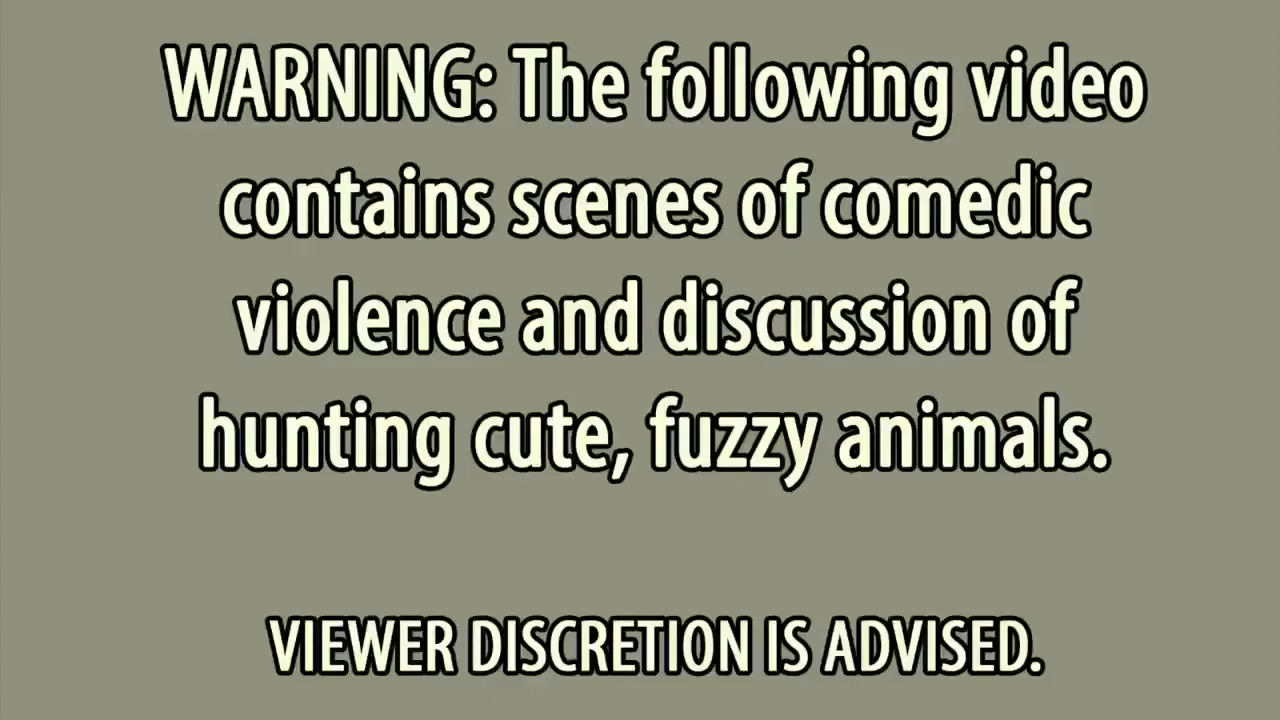 WARNING: The following video
contains scenes of comedic
violence and discussion of
hunting cute, fuzzy animals.
VIEWER DISCRETION IS ADVISED.